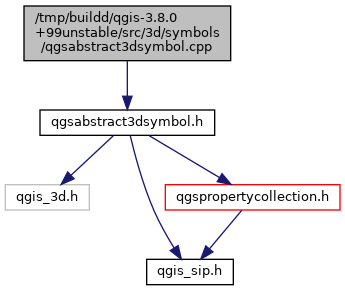 /tmp/buildd/qgis-3.8.0
+99unstable/src/3d/symbols
/qgsabstract3dsymbol.cpp
qgsabstract3dsymbol.h
qgis_3d.h
qgspropertycollection.h
qgis_sip.h